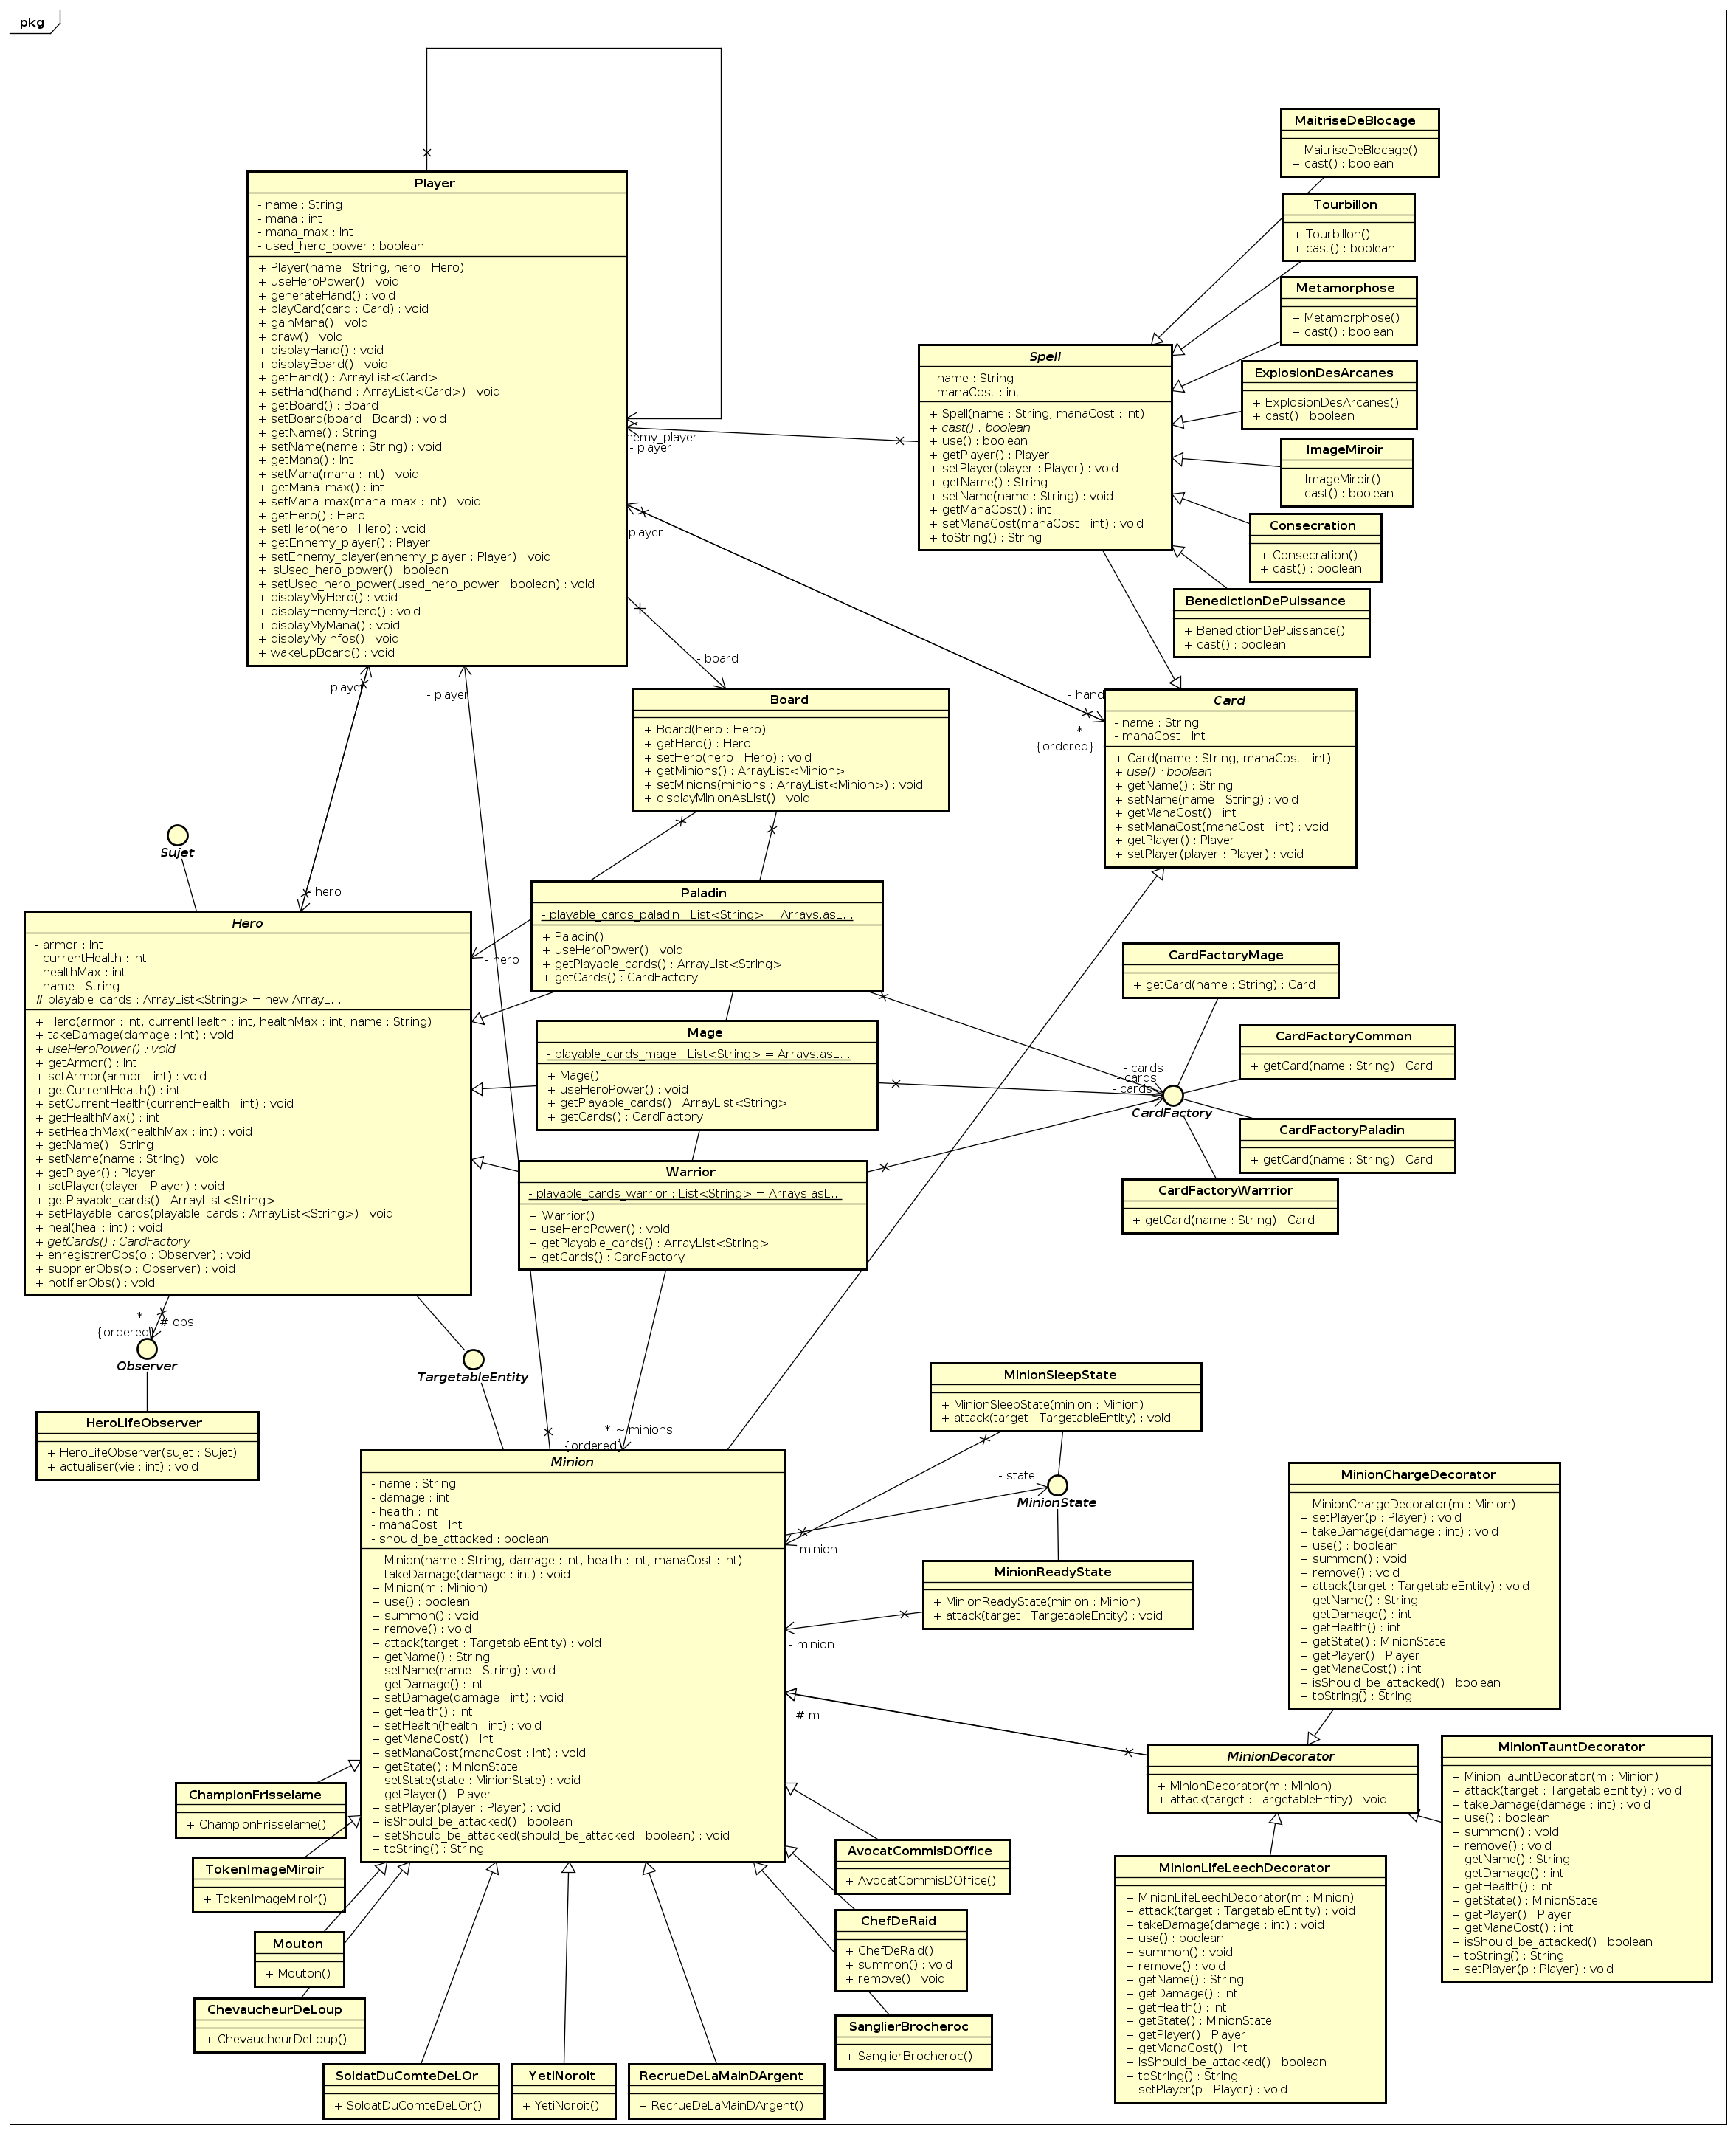 pkg
Player
- name : String
- mana : int
- mana_max : int
- used_hero_power : boolean
+ Player(name : String, hero : Hero)
+ useHeroPower() : void
+ generateHand() : void
+ playCard(card : Card) : void
+ gainMana() : void
+ draw() : void
+ displayHand() : void
+ displayBoard() : void
+ getHand() : ArrayList<Card>
+ setHand(hand : ArrayList<Card>) : void
+ getBoard() : Board
+ setBoard(board : Board) : void
+ getName() : String
+ setName(name : String) : void
+ getMana() : int
+ setMana(mana : int) : void
+ getMana_max() : int
+ setMana_max(mana_max : int) : void
+ getHero() : Hero
+ setHero(hero : Hero) : void
+ getEnnemy_player() : Player
+ setEnnemy_player(ennemy_player : Player) : void
+ isUsed_hero_power() : boolean
+ setUsed_hero_power(used_hero_power : boolean) : void
+ displayMyHero() : void
+ displayEnemyHero() : void
+ displayMyMana() : void
+ displayMyInfos() : void
+ wakeUpBoard() : void
nemy_player
- player
player
- board
- player
- player
- hero
- hand
*
{ordered}
MaitriseDeBlocage
+ MaitriseDeBlocage()
+ cast() : boolean
Tourbillon
+ Tourbillon()
+ cast() : boolean
Metamorphose
+ Metamorphose()
+ cast() : boolean
ExplosionDesArcanes
+ ExplosionDesArcanes()
+ cast() : boolean
ImageMiroir
+ ImageMiroir()
+ cast() : boolean
Consecration
+ Consecration()
+ cast() : boolean
BenedictionDePuissance
+ BenedictionDePuissance()
+ cast() : boolean
Spell
- name : String
- manaCost : int
+ Spell(name : String, manaCost : int)
+ cast() : boolean
+ use() : boolean
+ getPlayer() : Player
+ setPlayer(player : Player) : void
+ getName() : String
+ setName(name : String) : void
+ getManaCost() : int
+ setManaCost(manaCost : int) : void
+ toString() : String
Board
+ Board(hero : Hero)
+ getHero() : Hero
+ setHero(hero : Hero) : void
+ getMinions() : ArrayList<Minion>
+ setMinions(minions : ArrayList<Minion>) : void
+ displayMinionAsList() : void
Card
- name : String
- manaCost : int
+ Card(name : String, manaCost : int)
+ use() : boolean
+ getName() : String
+ setName(name : String) : void
+ getManaCost() : int
+ setManaCost(manaCost : int) : void
+ getPlayer() : Player
+ setPlayer(player : Player) : void
Sujet
Hero
- armor : int
- currentHealth : int
- healthMax : int
- name : String
# playable_cards : ArrayList<String> = new ArrayL...
+ Hero(armor : int, currentHealth : int, healthMax : int, name : String)
+ takeDamage(damage : int) : void
+ useHeroPower() : void
+ getArmor() : int
+ setArmor(armor : int) : void
+ getCurrentHealth() : int
+ setCurrentHealth(currentHealth : int) : void
+ getHealthMax() : int
+ setHealthMax(healthMax : int) : void
+ getName() : String
+ setName(name : String) : void
+ getPlayer() : Player
+ setPlayer(player : Player) : void
+ getPlayable_cards() : ArrayList<String>
+ setPlayable_cards(playable_cards : ArrayList<String>) : void
+ heal(heal : int) : void
+ getCards() : CardFactory
+ enregistrerObs(o : Observer) : void
+ supprierObs(o : Observer) : void
+ notifierObs() : void
- hero
Paladin
- playable_cards_paladin : List<String> = Arrays.asL...
+ Paladin()
+ useHeroPower() : void
+ getPlayable_cards() : ArrayList<String>
+ getCards() : CardFactory
Mage
- playable_cards_mage : List<String> = Arrays.asL...
+ Mage()
+ useHeroPower() : void
+ getPlayable_cards() : ArrayList<String>
+ getCards() : CardFactory
Warrior
- playable_cards_warrior : List<String> = Arrays.asL...
+ Warrior()
+ useHeroPower() : void
+ getPlayable_cards() : ArrayList<String>
+ getCards() : CardFactory
- cards
- cards
- cards
CardFactory
CardFactoryMage
+ getCard(name : String) : Card
CardFactoryCommon
+ getCard(name : String) : Card
CardFactoryPaladin
+ getCard(name : String) : Card
CardFactoryWarrrior
+ getCard(name : String) : Card
*
{ordered}
# obs
Observer
TargetableEntity
HeroLifeObserver
+ HeroLifeObserver(sujet : Sujet)
+ actualiser(vie : int) : void
* ~ minions
{ordered}
Minion
- name : String
- damage : int
- health : int
- manaCost : int
- should_be_attacked : boolean
+ Minion(name : String, damage : int, health : int, manaCost : int)
+ takeDamage(damage : int) : void
+ Minion(m : Minion)
+ use() : boolean
+ summon() : void
+ remove() : void
+ attack(target : TargetableEntity) : void
+ getName() : String
+ setName(name : String) : void
+ getDamage() : int
+ setDamage(damage : int) : void
+ getHealth() : int
+ setHealth(health : int) : void
+ getManaCost() : int
+ setManaCost(manaCost : int) : void
+ getState() : MinionState
+ setState(state : MinionState) : void
+ getPlayer() : Player
+ setPlayer(player : Player) : void
+ isShould_be_attacked() : boolean
+ setShould_be_attacked(should_be_attacked : boolean) : void
+ toString() : String
MinionSleepState
+ MinionSleepState(minion : Minion)
+ attack(target : TargetableEntity) : void
- state
MinionState
- minion
MinionReadyState
+ MinionReadyState(minion : Minion)
+ attack(target : TargetableEntity) : void
- minion
# m
MinionChargeDecorator
+ MinionChargeDecorator(m : Minion)
+ setPlayer(p : Player) : void
+ takeDamage(damage : int) : void
+ use() : boolean
+ summon() : void
+ remove() : void
+ attack(target : TargetableEntity) : void
+ getName() : String
+ getDamage() : int
+ getHealth() : int
+ getState() : MinionState
+ getPlayer() : Player
+ getManaCost() : int
+ isShould_be_attacked() : boolean
+ toString() : String
MinionDecorator
+ MinionDecorator(m : Minion)
+ attack(target : TargetableEntity) : void
MinionTauntDecorator
+ MinionTauntDecorator(m : Minion)
+ attack(target : TargetableEntity) : void
+ takeDamage(damage : int) : void
+ use() : boolean
+ summon() : void
+ remove() : void
+ getName() : String
+ getDamage() : int
+ getHealth() : int
+ getState() : MinionState
+ getPlayer() : Player
+ getManaCost() : int
+ isShould_be_attacked() : boolean
+ toString() : String
+ setPlayer(p : Player) : void
MinionLifeLeechDecorator
+ MinionLifeLeechDecorator(m : Minion)
+ attack(target : TargetableEntity) : void
+ takeDamage(damage : int) : void
+ use() : boolean
+ summon() : void
+ remove() : void
+ getName() : String
+ getDamage() : int
+ getHealth() : int
+ getState() : MinionState
+ getPlayer() : Player
+ getManaCost() : int
+ isShould_be_attacked() : boolean
+ toString() : String
+ setPlayer(p : Player) : void
ChampionFrisselame
+ ChampionFrisselame()
TokenImageMiroir
+ TokenImageMiroir()
Mouton
+ Mouton()
ChevaucheurDeLoup
+ ChevaucheurDeLoup()
SoldatDuComteDeLOr
+ SoldatDuComteDeLOr()
YetiNoroit
+ YetiNoroit()
RecrueDeLaMainDArgent
+ RecrueDeLaMainDArgent()
AvocatCommisDOffice
+ AvocatCommisDOffice()
ChefDeRaid
+ ChefDeRaid()
+ summon() : void
+ remove() : void
SanglierBrocheroc
+ SanglierBrocheroc()